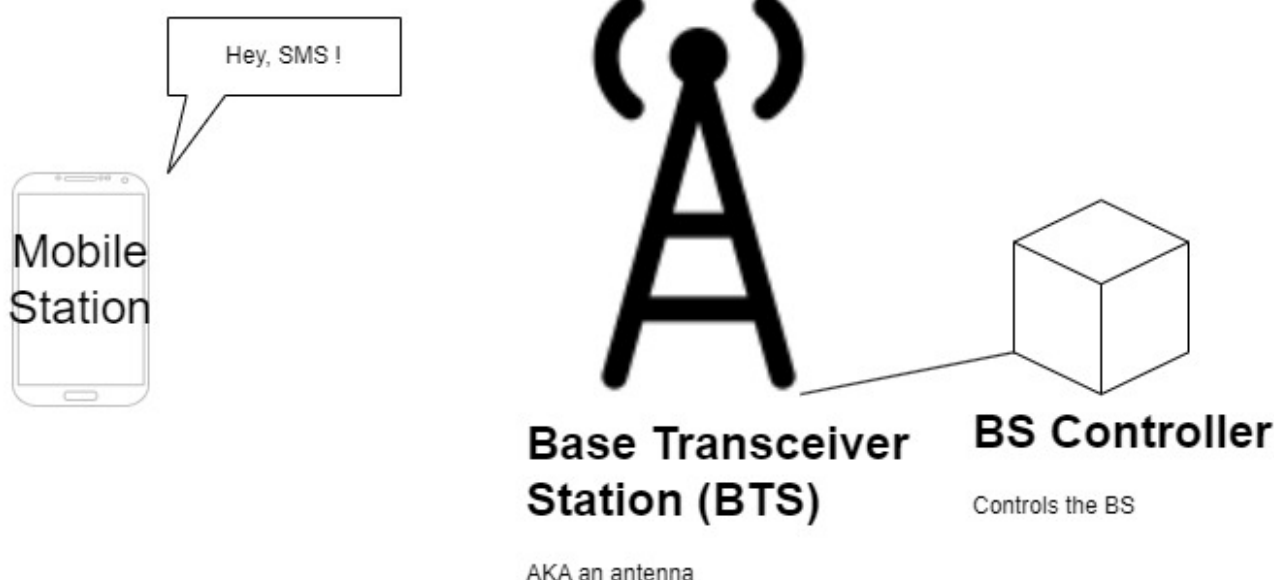 Hey, SMS !
Mobile
Station
Base Transceiver
Station (BTS)
AKA an antenna
BS Controller
Controls the BS